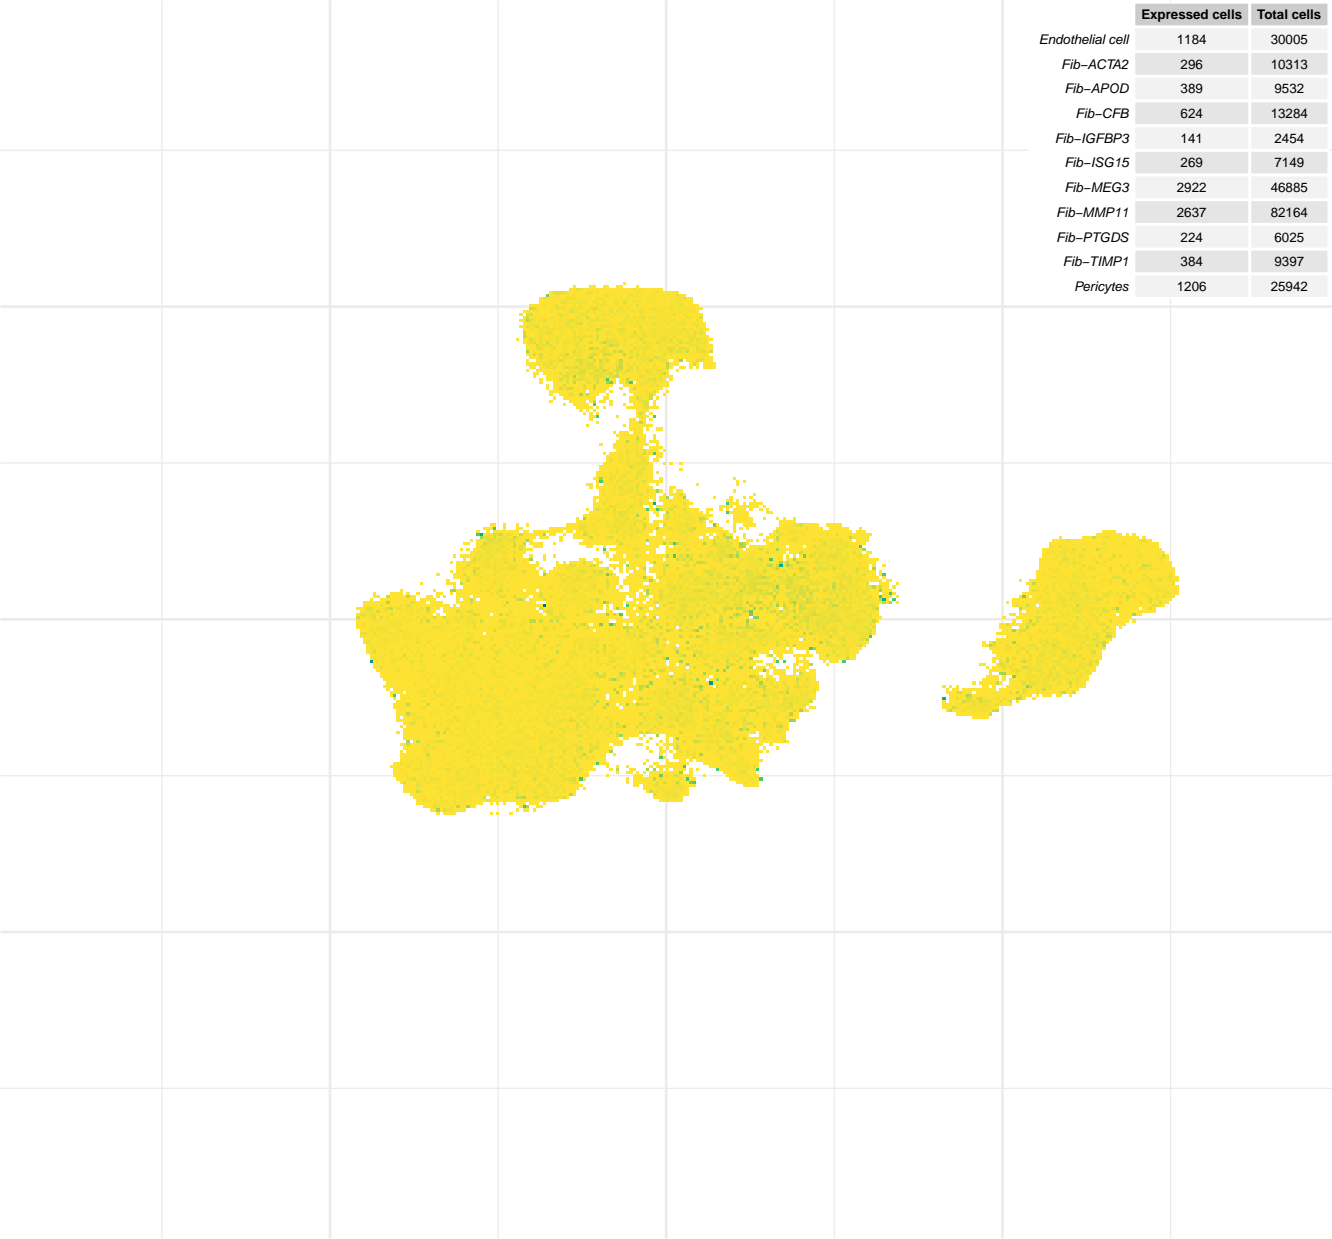 Expressed cells Total cells
Endothelial cell 1184 30005
Fib−ACTA2 296 10313
Fib−APOD 389 9532
Fib−CFB 624 13284
Fib−IGFBP3 141 2454
Fib−ISG15 269 7149
Fib−MEG3 2922 46885
Fib−MMP11 2637 82164
Fib−PTGDS 224 6025
Fib−TIMP1 384 9397
Pericytes 1206 25942